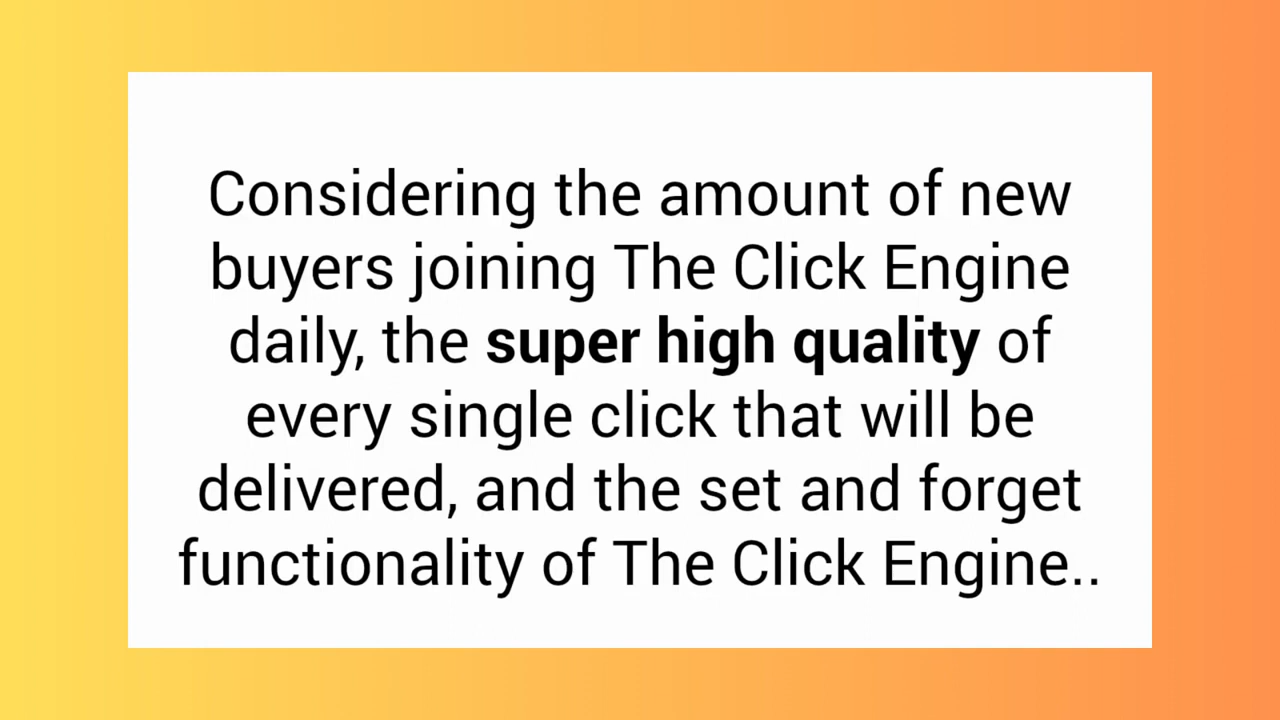 Considering the amount of new
buyers joining The Click Engine
daily, the super high quality of
every single click that will be
delivered, and the set and forget
functionality of The Click Engine..